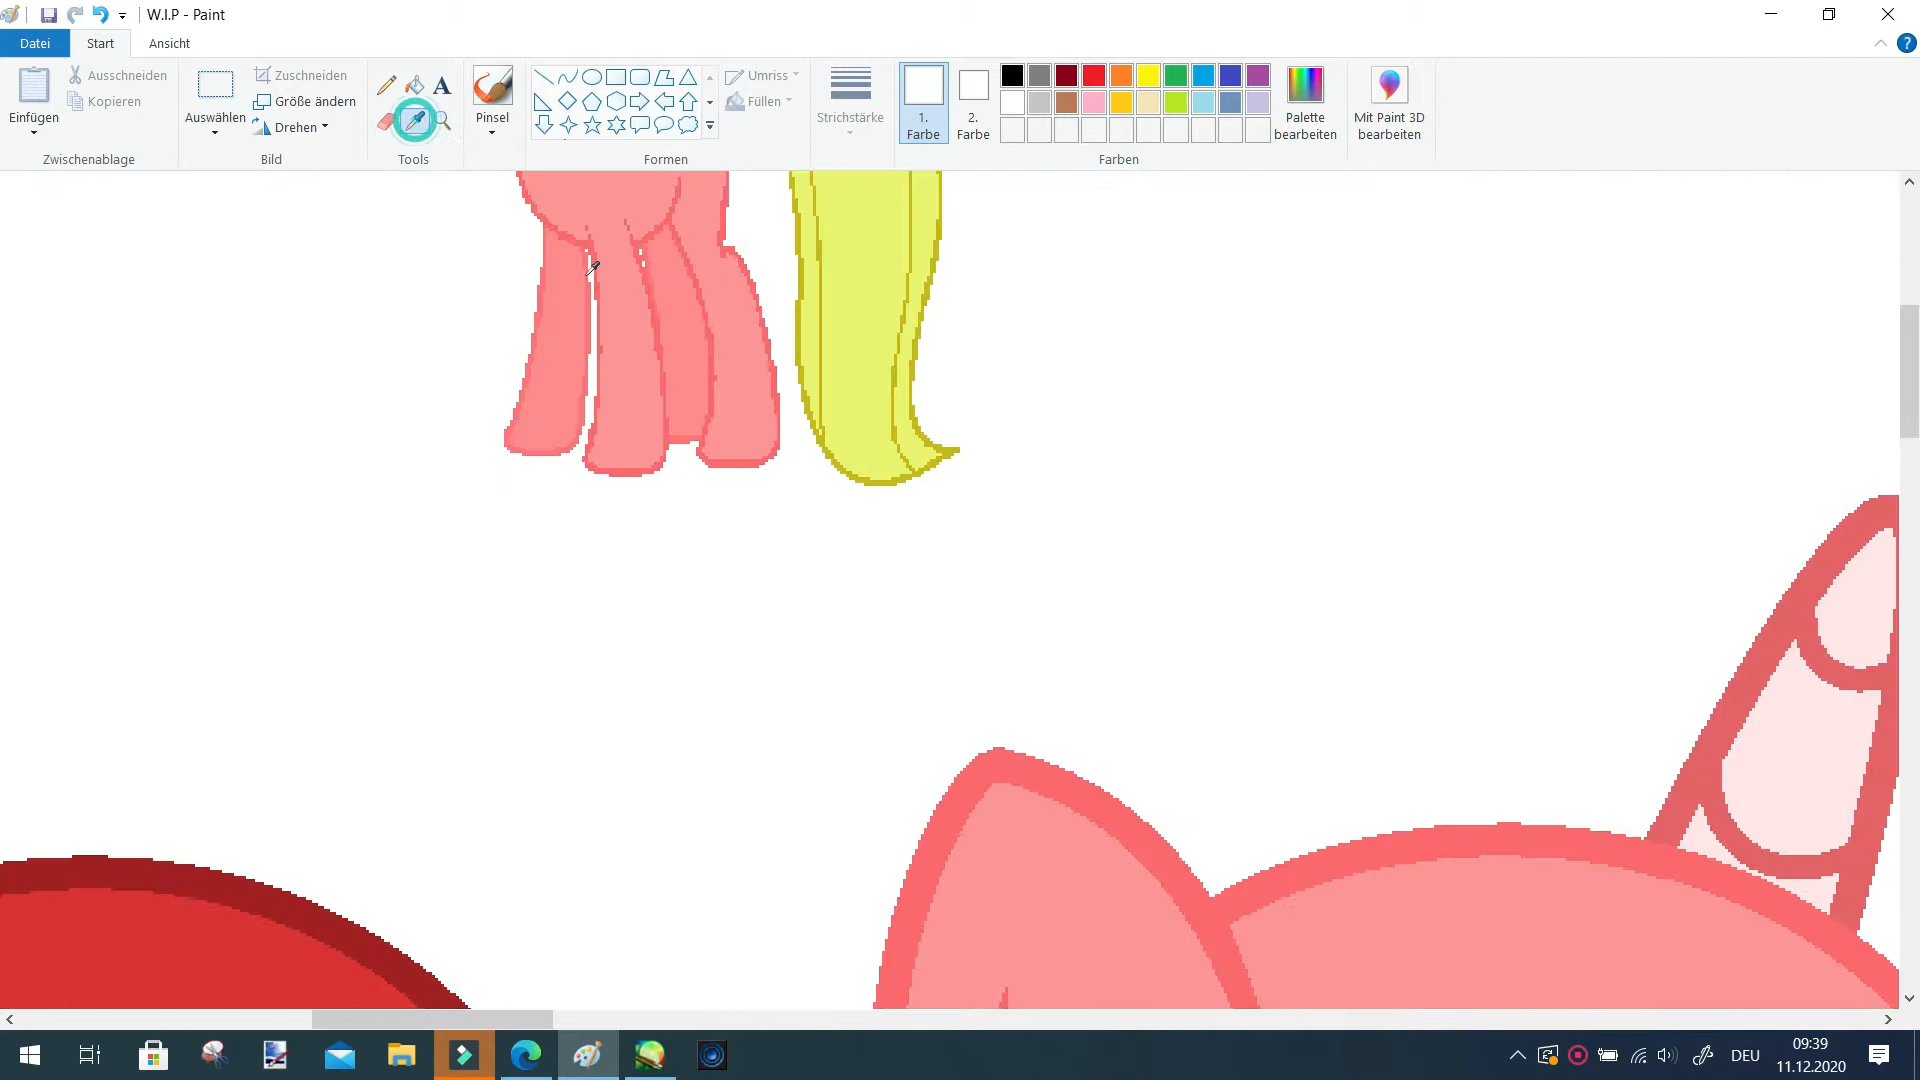 W.I.P - Paint
Datei
Start
Ansicht
Einfügen
Ausschneiden
Kopieren
Zwischenablage
Auswählen
Zuschneiden
Größe ändern
Drehen
Bild
A
Tools
Pinsel
Umriss
Füllen
Formen
Strichstärke
1.
Farbe
2.
Farbe
Palette
bearbeiten
Farben
Mit Paint 3D
bearbeiten
?
DEU
09:39
11.12.2020